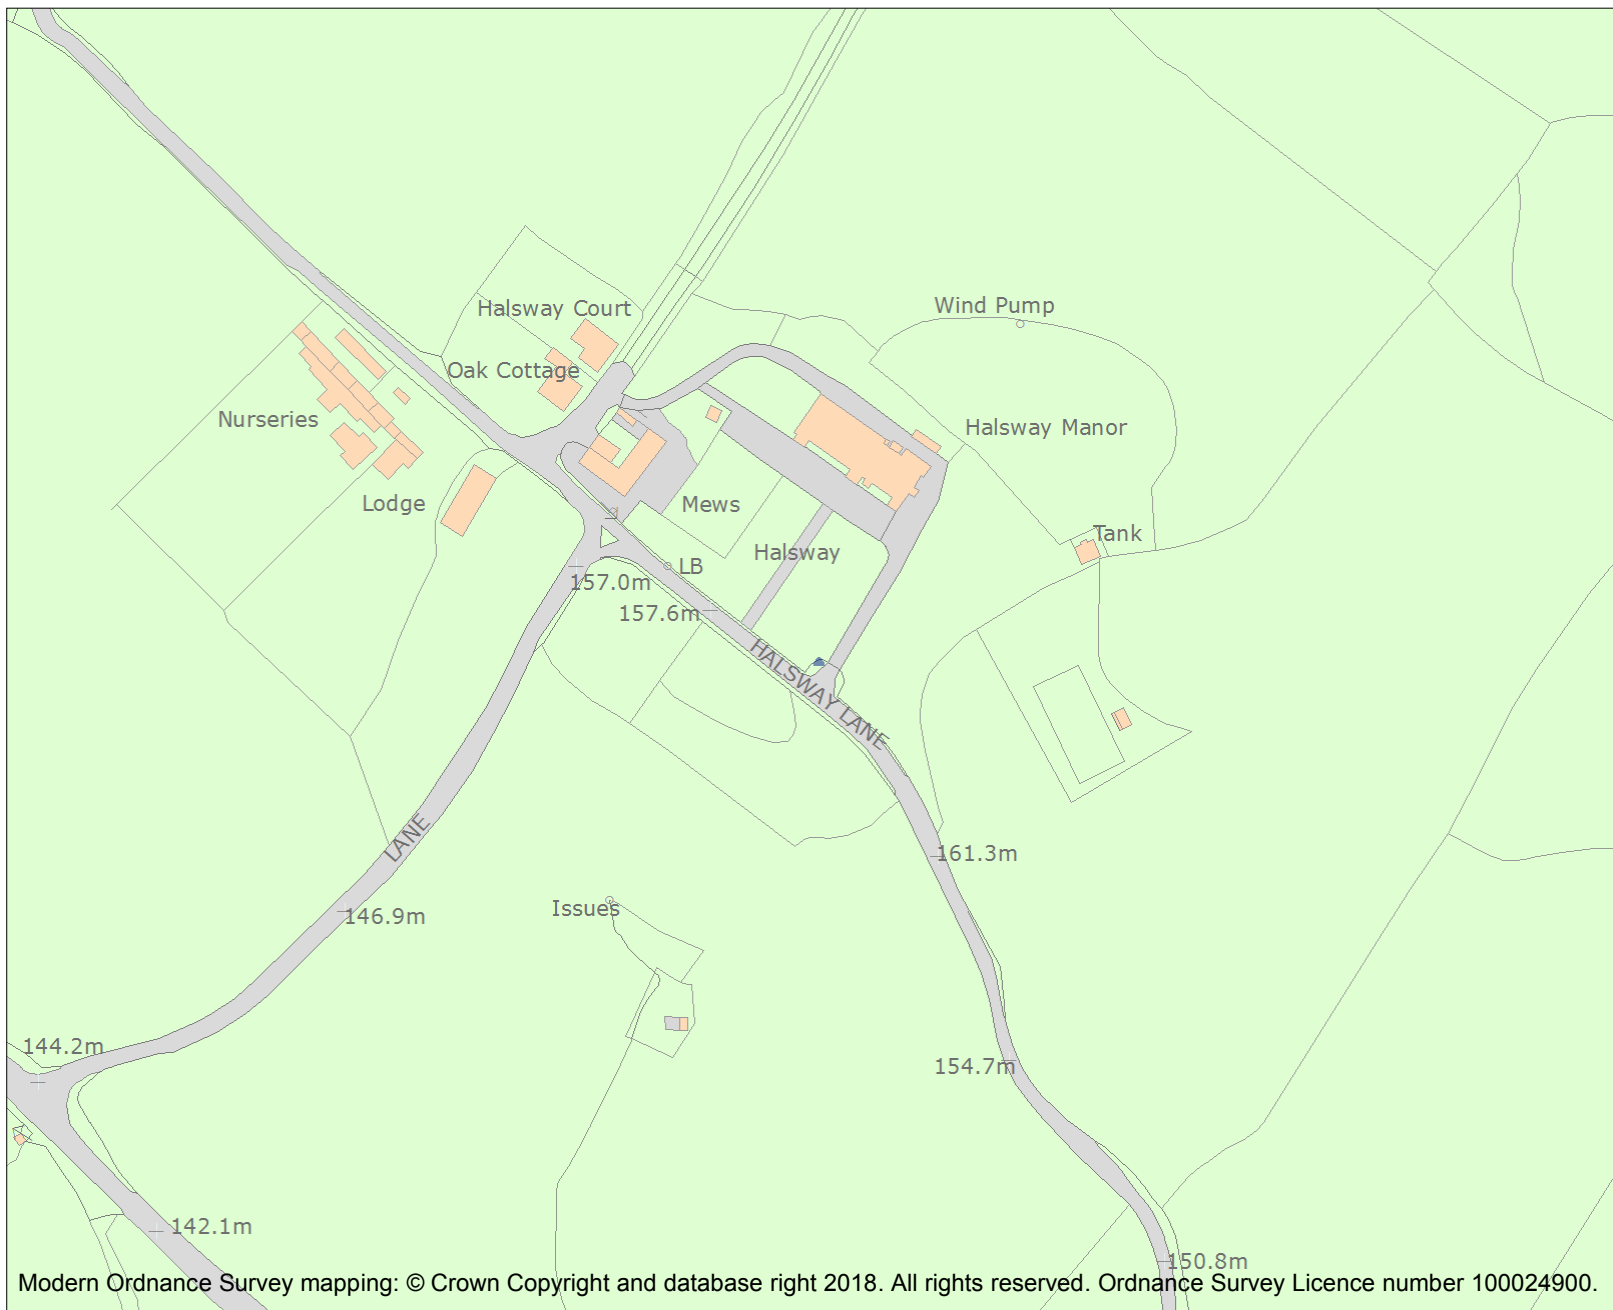 Wind Pump
Halsway Court
Oak Cottage
Nurseries
Halsway Manor
Lodge
Mews
Tank
Halsway
LB
157.0m
157.6m
HALSWAY LANE
LANE
161.3m
Issues
146.9m
144.2m
154.7m
142.1m
150.8m
Modern Ordnance Survey mapping: © Crown Copyright and database right 2018. All rights reserved. Ordnance Survey Licence number 100024900.